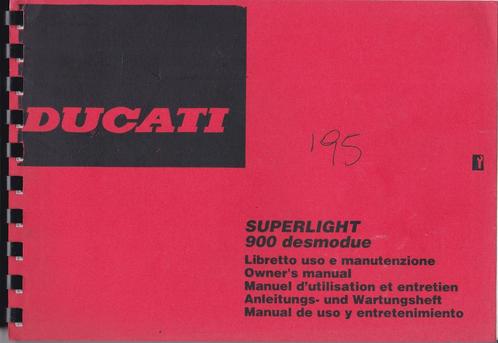 DUCATI
195
SUPERLIGHT
900 desmodue
Libretto uso e manutenzione
Owner's manual
Manuel d'utilisation et entretien
Anleitungs- und Wartungsheft
Manual de uso y entretenimiento